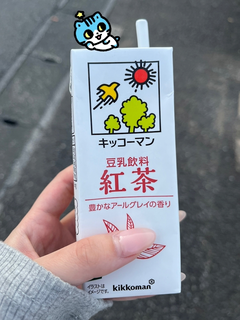 キッコーマン
豆乳飲料
紅茶
豊かなアールグレイの香り
イラストは
イメージです。
kikkoman